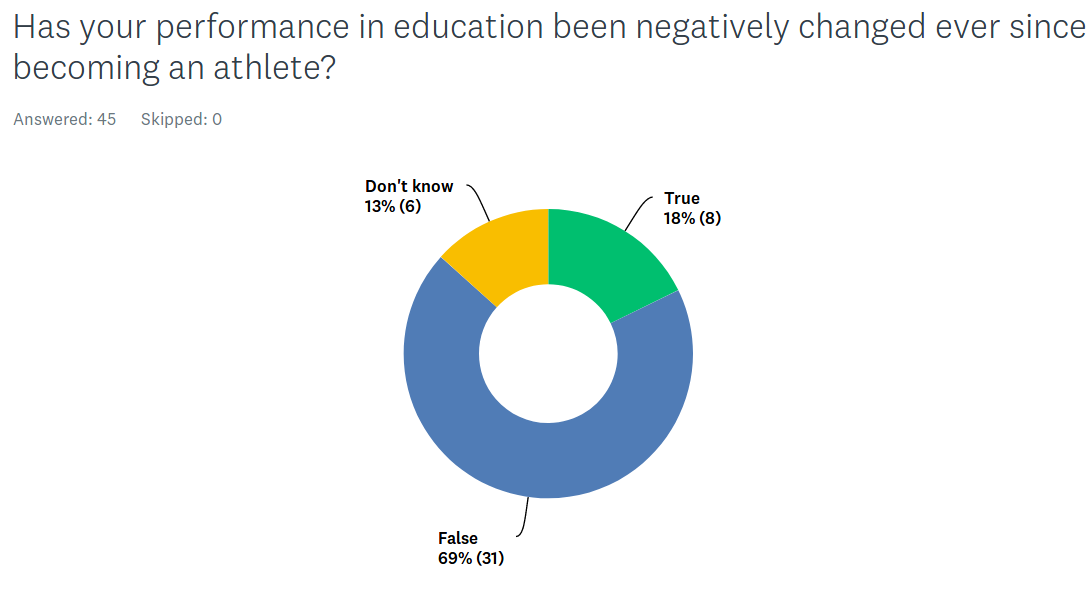 Has your performance in education been negatively changed ever since
becoming an athlete?
Answered: 45 Skipped: 0
Don't know
13% (6)
True
18% (8)
False
69% (31)